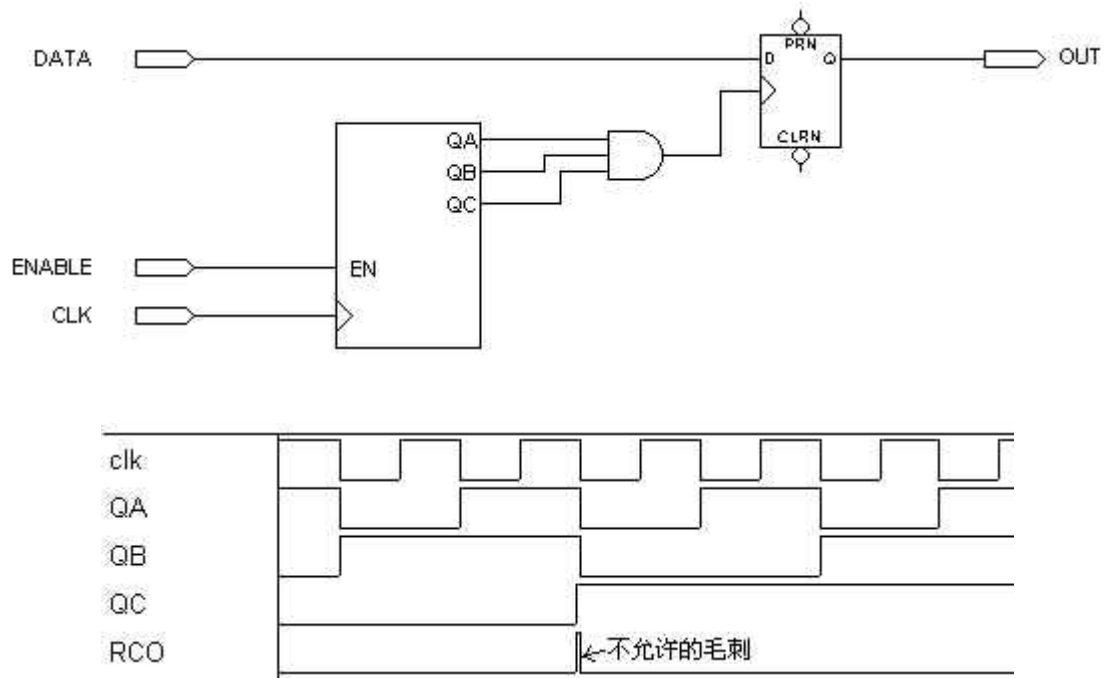 DATA
PRN
D Q
OUT
CLRN
QA
QB
QC
ENABLE
EN
CLK
clk
QA
QB
QC
RCO
不允许的毛刺